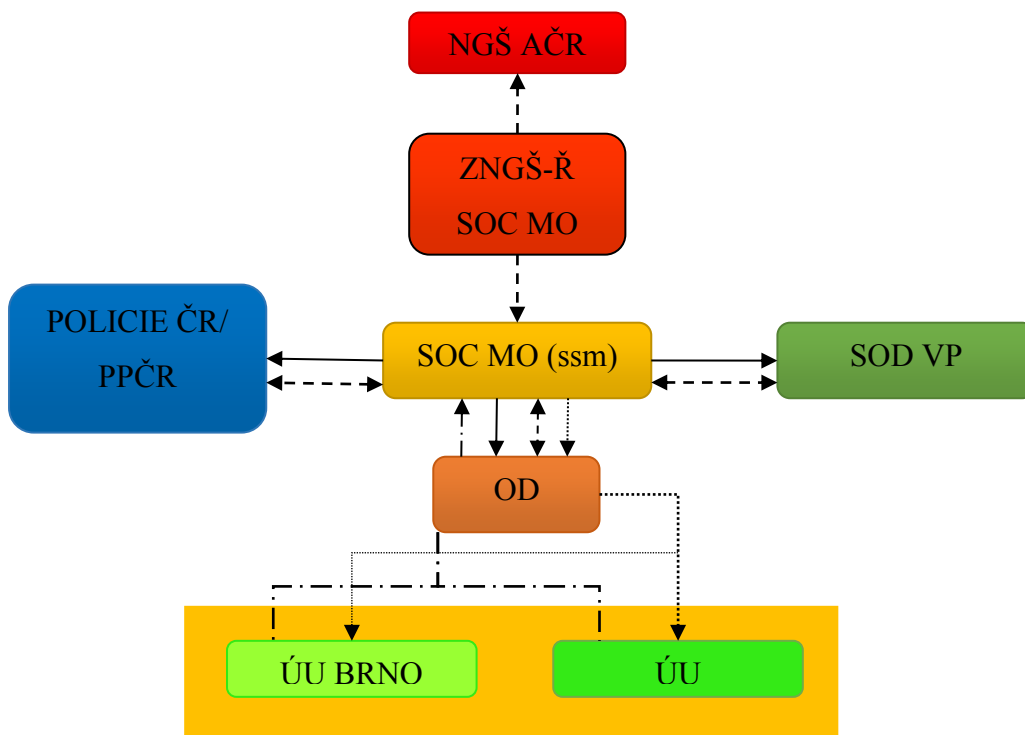 NGŠ AČR
ZNGŠ-Ř
SOC MO
POLICIE ČR/
PPČR
SOC MO (ssm)
SOD VP
OD
ÚU BRNO
ÚU